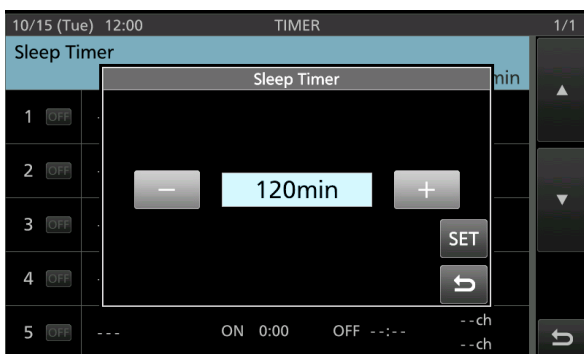 10/15 (Tue) 12:00 TIMER 1/1
Sleep Timer
min
Sleep Timer
1 OFF
2 OFF
− 120min +
3 OFF
SET
4 OFF
5 OFF --- ON 0:00 OFF --:-- --ch
--ch